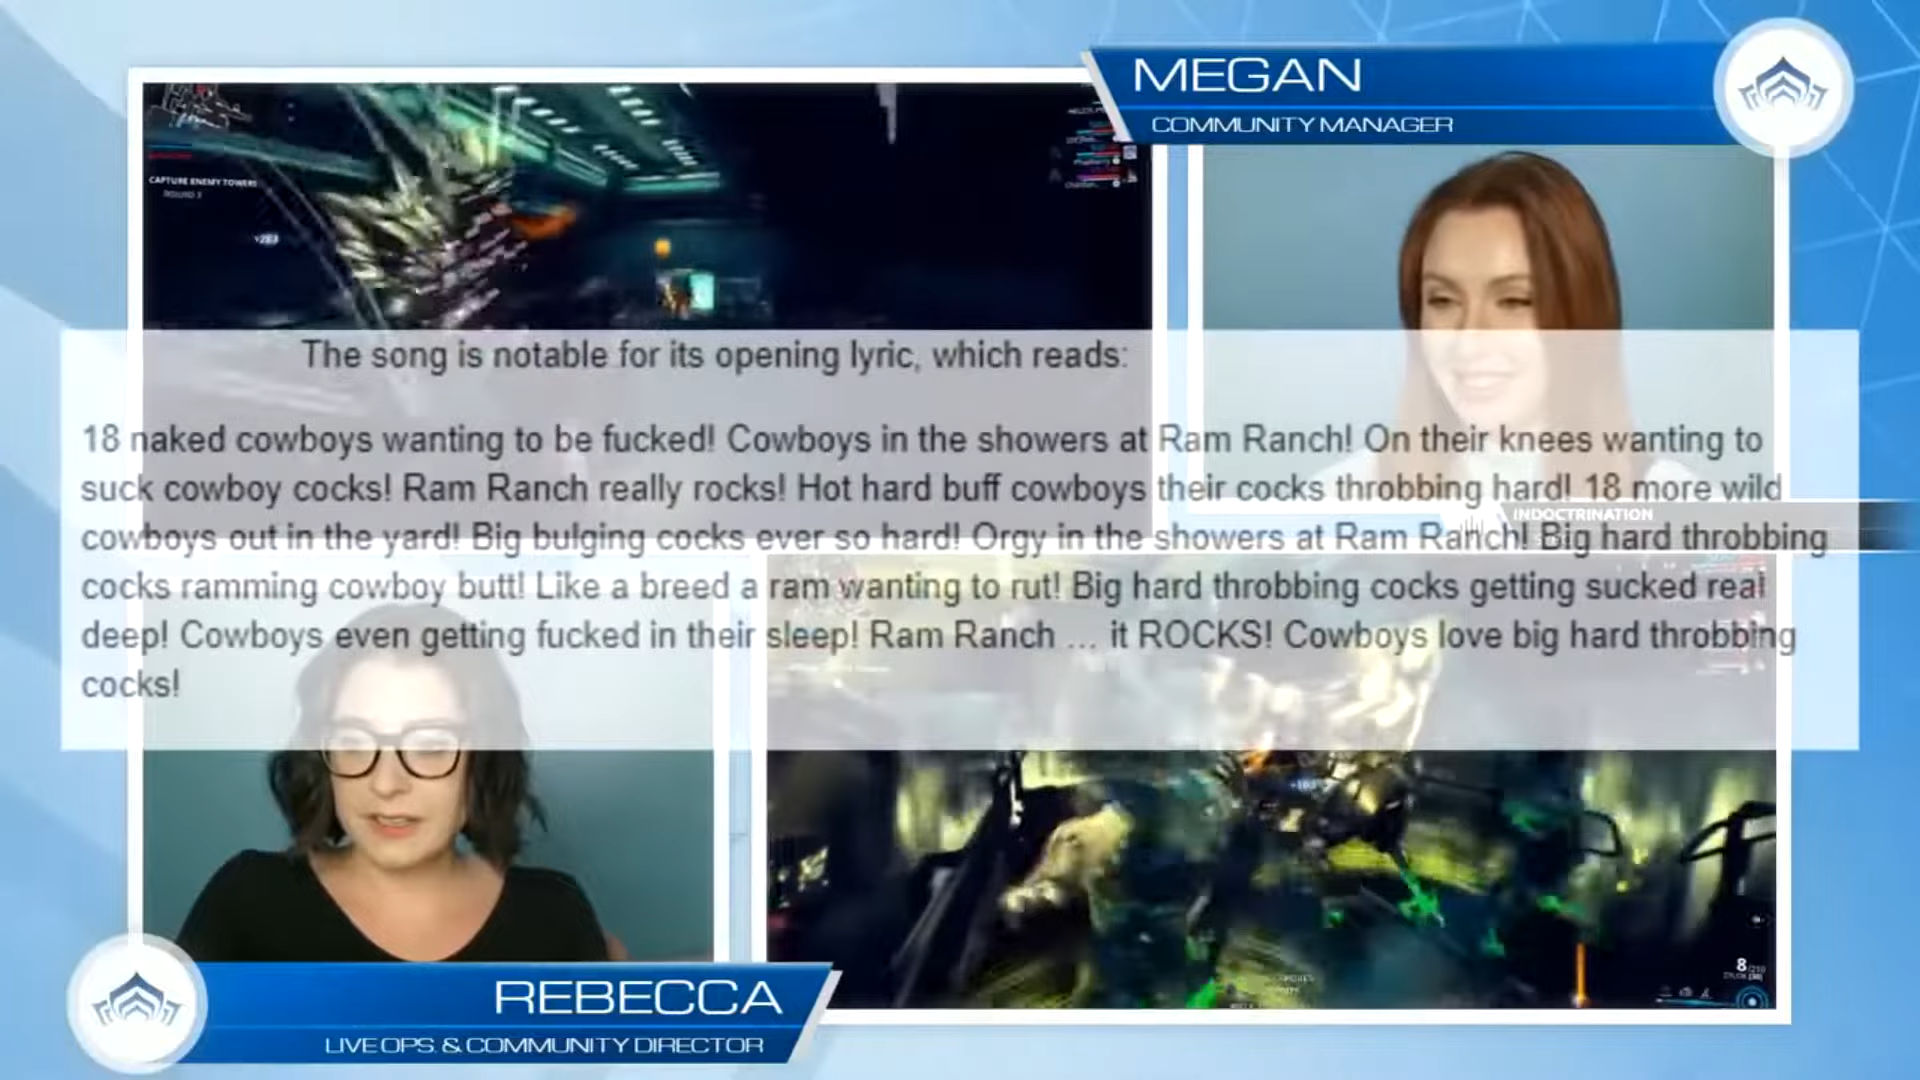 MEGAN
COMMUNITY MANAGER
CAPTURE ENEMY TOWERS
ROUND 3
The song is notable for its opening lyric, which reads:
18 naked cowboys wanting to be fucked! Cowboys in the showers at Ram Ranch! On their knees wanting to
suck cowboy cocks! Ram Ranch really rocks! Hot hard buff cowboys their cocks throbbing hard! 18 more wild
cowboys out in the yard! Big bulging cocks ever so hard! Orgy in the showers at Ram Ranch! Big hard throbbing
cocks ramming cowboy butt! Like a breed a ram wanting to rut! Big hard throbbing cocks getting sucked real
deep! Cowboys even getting fucked in their sleep! Ram Ranch ... it ROCKS! Cowboys love big hard throbbing
cocks!
INDOCTRINATION
8
REBECCA
LIVE OPS. & COMMUNITY DIRECTOR